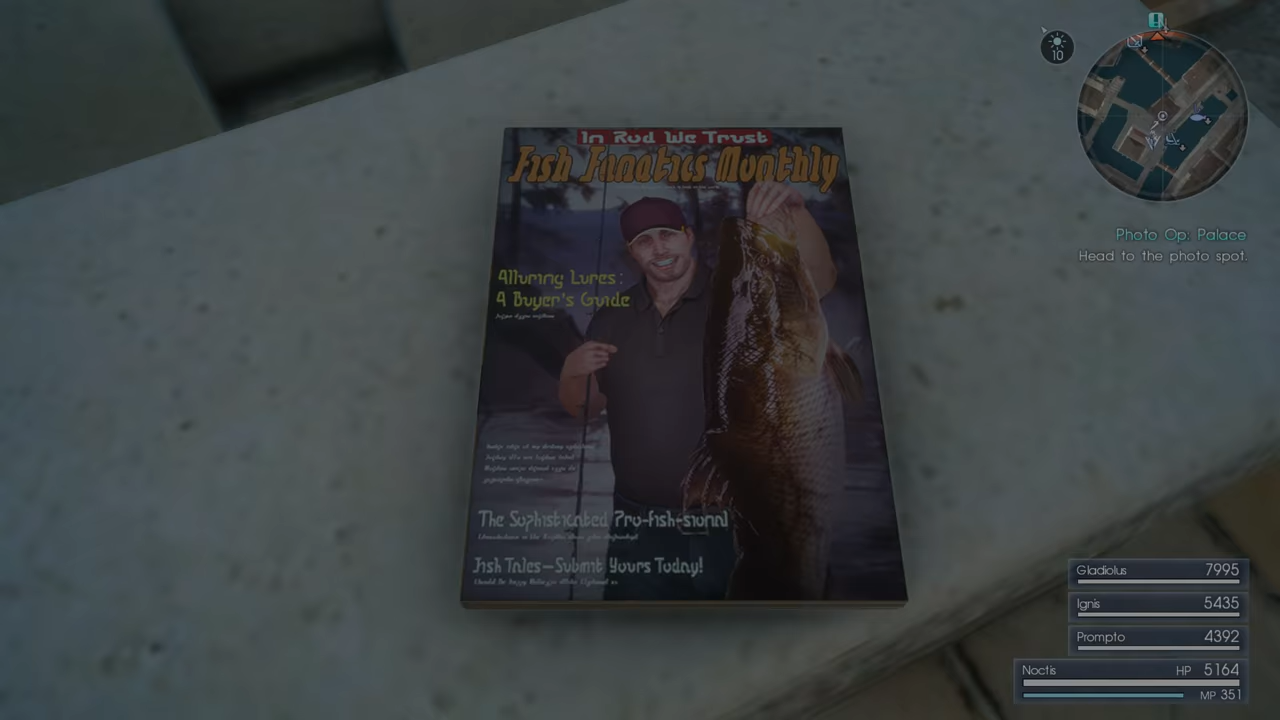 10
Photo Op: Palace
Head to the photo spot.
In Rod We Trust
Fish Fanatics Monthly
Alluring Lures:
A Buyer's Guide
The Sophisticated Pro-fish-sional
Fish Tales—Submit Yours Today!
Gladiolus 7995
Ignis 5435
Prompto 4392
Noctis HP 5164
MP 351